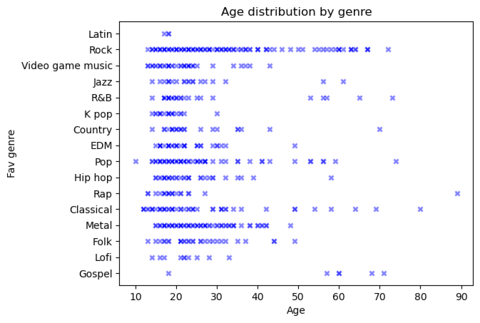 Age distribution by genre
Latin
Rock
Video game music
Jazz
R&B
K pop
Country
EDM
Pop
Hip hop
Rap
Classical
Metal
Folk
Lofi
Gospel
Fav genre
10 20 30 40 50 60 70 80 90
Age